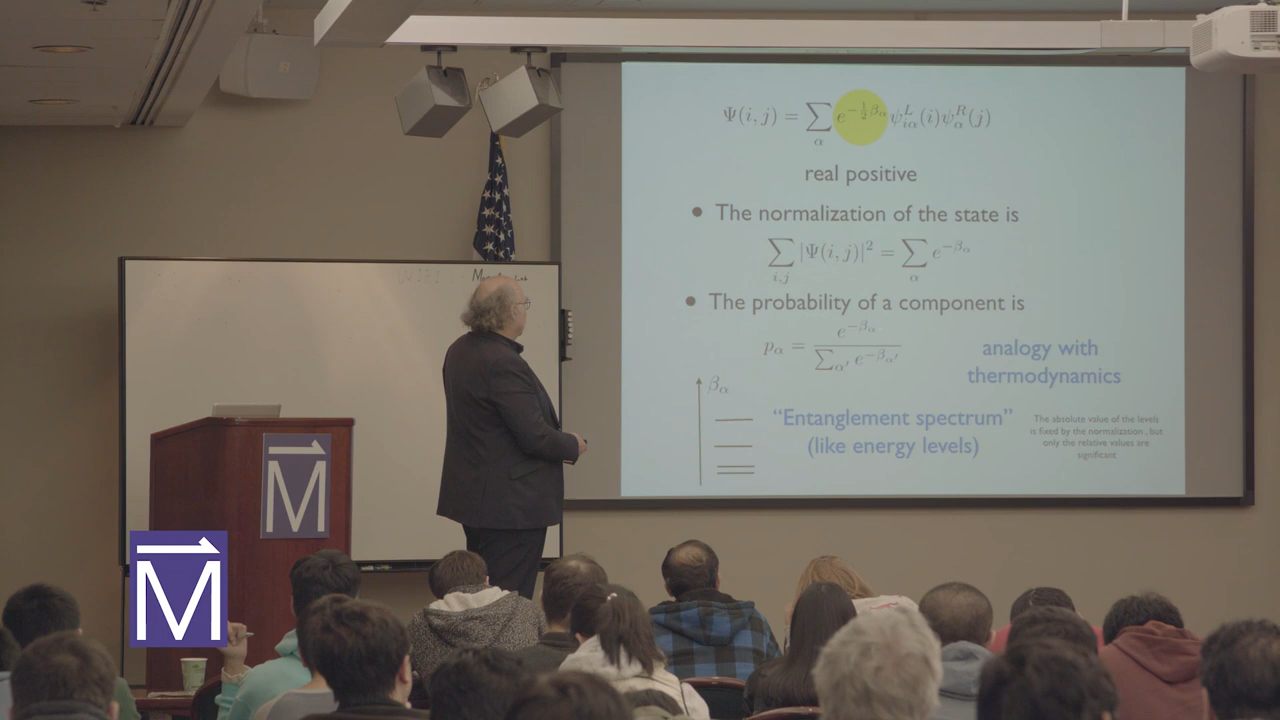 Ψ(i, j) = ∑_α e^{−½β_α} ψ^L_{iα}(i) ψ^R_α(j)
real positive
• The normalization of the state is
∑_{i,j} |Ψ(i, j)|² = ∑_α e^{−β_α}
• The probability of a component is
p_α = e^{−β_α} / ∑_{α′} e^{−β_{α′}}
analogy with
thermodynamics
β_α
“Entanglement spectrum”
(like energy levels)
The absolute value of the levels
is fixed by the normalization , but
only the relative values are
significant
M
M